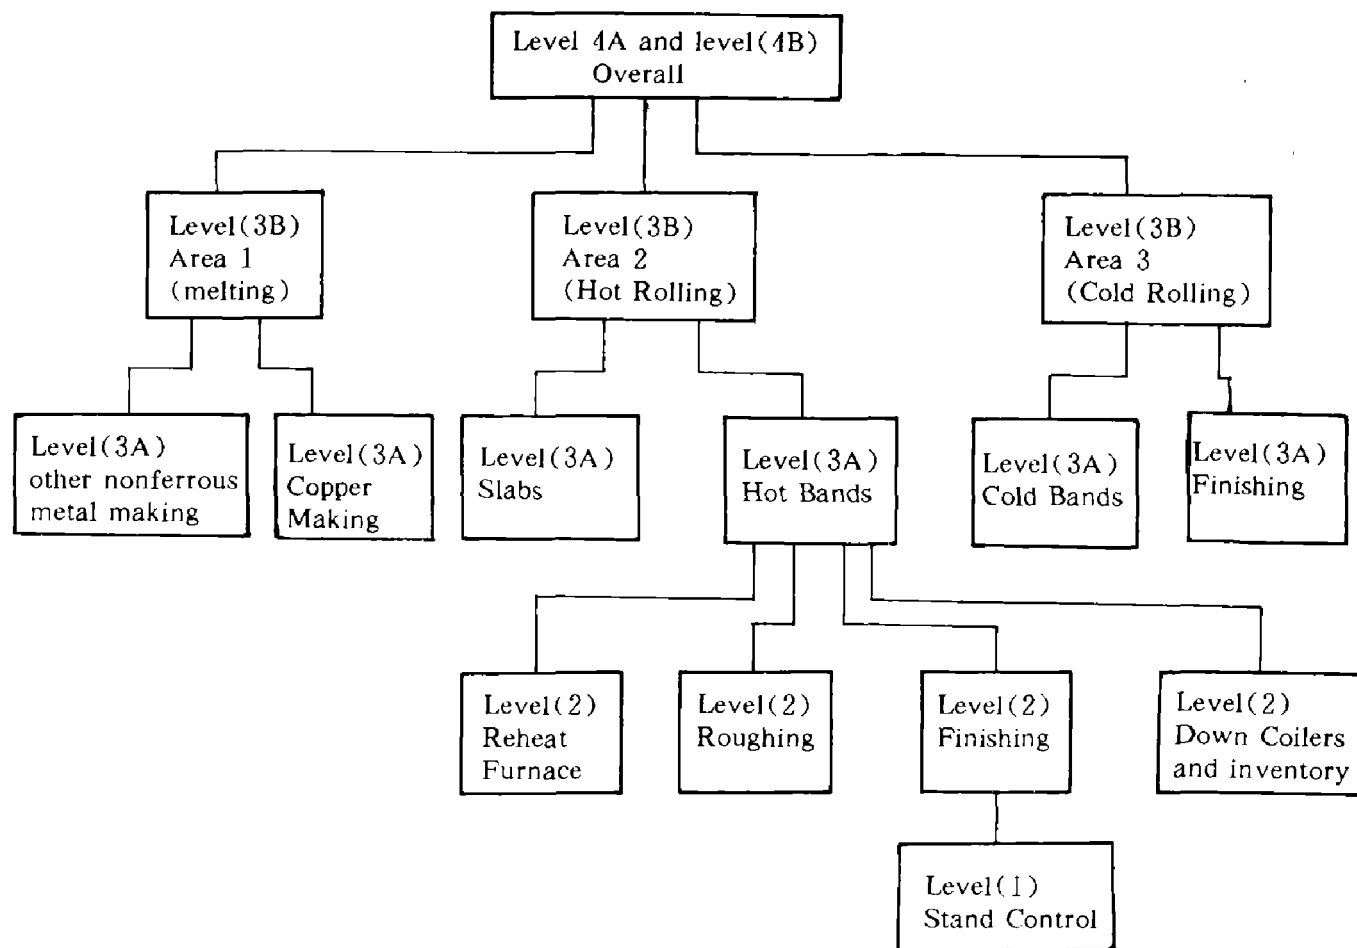 Level 4A and level(4B)
Overall
Level(3B)
Area 1
(melting)
Level(3B)
Area 2
(Hot Rolling)
Level(3B)
Area 3
(Cold Rolling)
Level(3A)
other nonferrous
metal making
Level(3A)
Copper
Making
Level(3A)
Slabs
Level(3A)
Hot Bands
Level(3A)
Cold Bands
Level(3A)
Finishing
Level(2)
Reheat
Furnace
Level(2)
Roughing
Level(2)
Finishing
Level(2)
Down Coilers
and inventory
Level(1)
Stand Control